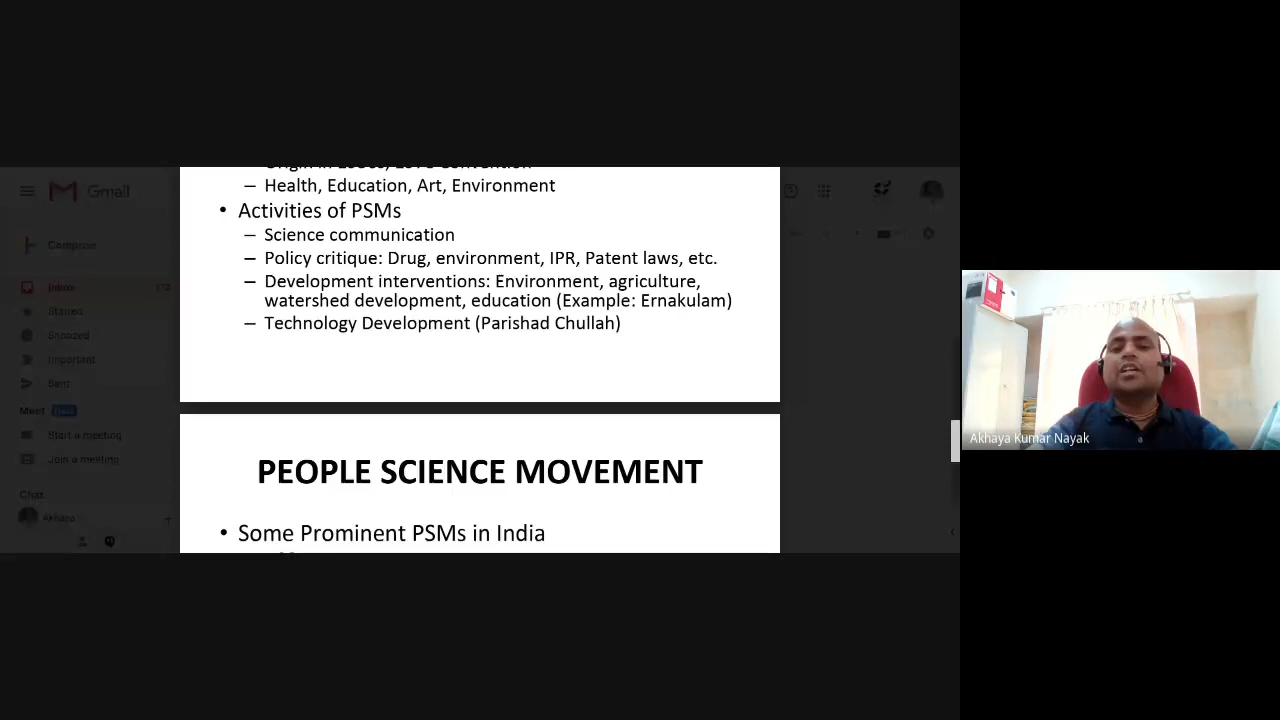 Gmail
– Health, Education, Art, Environment
• Activities of PSMs
– Science communication
– Policy critique: Drug, environment, IPR, Patent laws, etc.
– Development interventions: Environment, agriculture,
watershed development, education (Example: Ernakulam)
– Technology Development (Parishad Chullah)
Compose
Inbox
Starred
Snoozed
Important
Sent
Meet
Start a meeting
Join a meeting
Chat
Akhaya
PEOPLE SCIENCE MOVEMENT
• Some Prominent PSMs in India
Akhaya Kumar Nayak